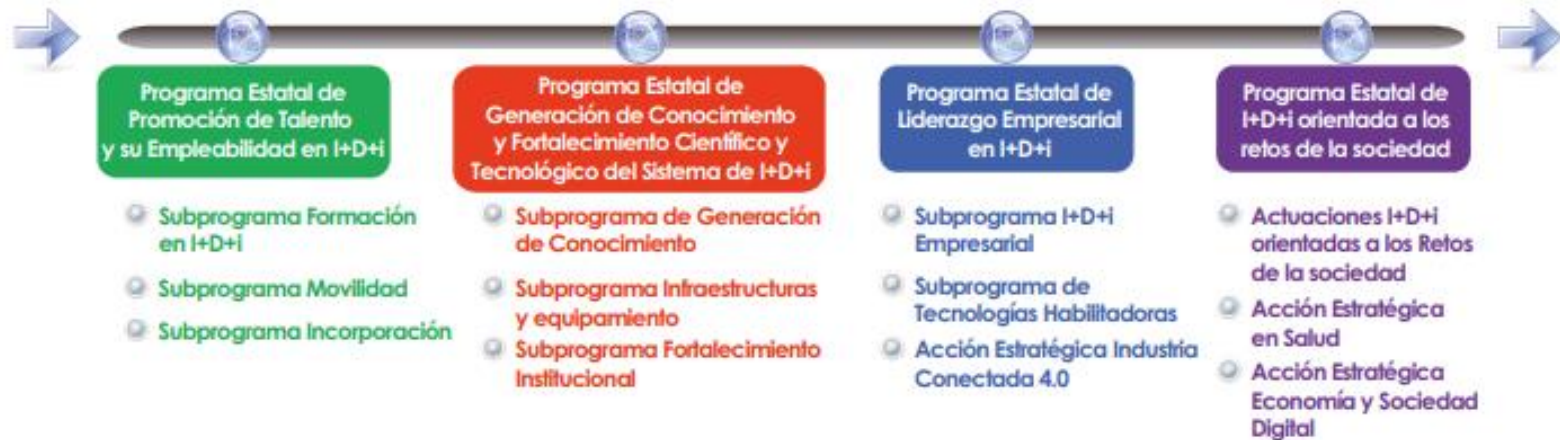 Programa Estatal de
Promoción de Talento
y su Empleabilidad en I+D+i
Subprograma Formación
en I+D+i
Subprograma Movilidad
Subprograma Incorporación
Programa Estatal de
Generación de Conocimiento
y Fortalecimiento Científico y
Tecnológico del Sistema de I+D+i
Subprograma de Generación
de Conocimiento
Subprograma Infraestructuras
y equipamiento
Subprograma Fortalecimiento
Institucional
Programa Estatal de
Liderazgo Empresarial
en I+D+i
Subprograma I+D+i
Empresarial
Subprograma de
Tecnologías Habilitadoras
Acción Estratégica Industria
Conectada 4.0
Programa Estatal de
I+D+i orientada a los
retos de la sociedad
Actuaciones I+D+i
orientadas a los Retos
de la sociedad
Acción Estratégica
en Salud
Acción Estratégica
Economía y Sociedad
Digital